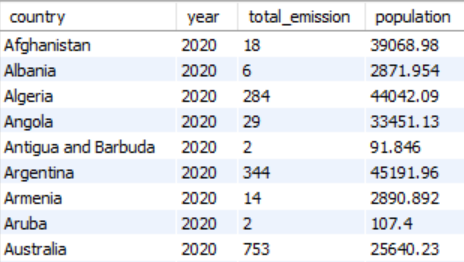 country year total_emission population
Afghanistan 2020 18 39068.98
Albania 2020 6 2871.954
Algeria 2020 284 44042.09
Angola 2020 29 33451.13
Antigua and Barbuda 2020 2 91.846
Argentina 2020 344 45191.96
Armenia 2020 14 2890.892
Aruba 2020 2 107.4
Australia 2020 753 25640.23